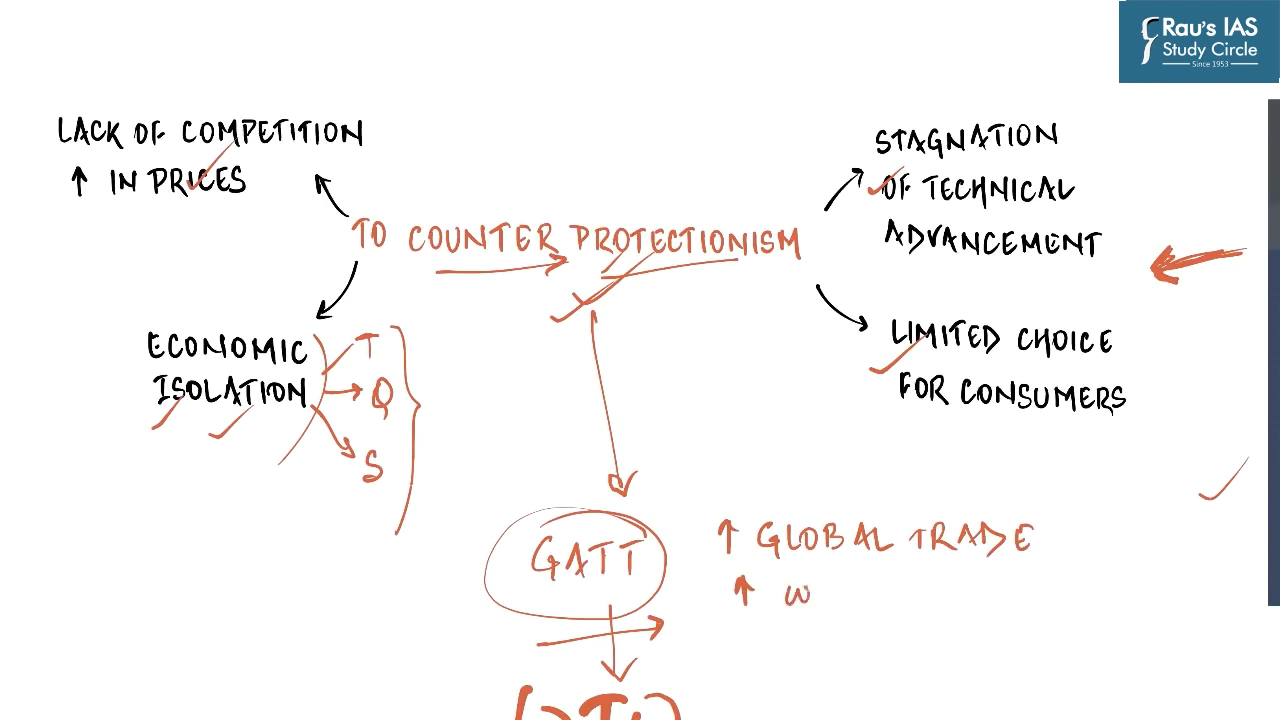 Rau's IAS
Study Circle
Since 1953
LACK OF COMPETITION
↑ IN PRICES
STAGNATION
OF TECHNICAL
ADVANCEMENT
TO COUNTER PROTECTIONISM
ECONOMIC
ISOLATION
T
Q
S
LIMITED CHOICE
FOR CONSUMERS
GATT
↑ GLOBAL TRADE
↑ W